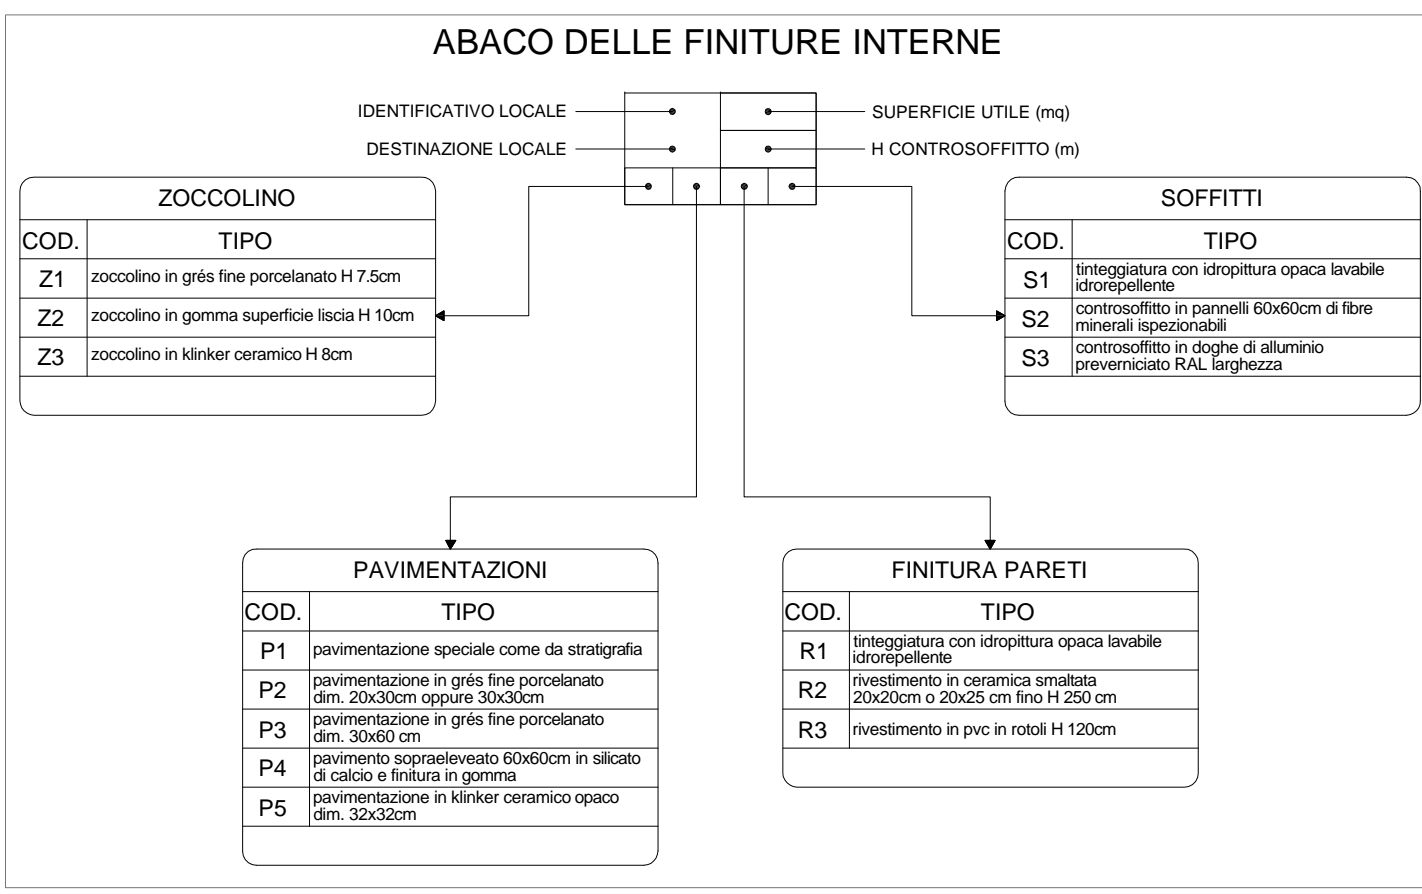 ABACO DELLE FINITURE INTERNE
IDENTIFICATIVO LOCALE
SUPERFICIE UTILE (mq)
DESTINAZIONE LOCALE
H CONTROSOFFITTO (m)
ZOCCOLINO
COD. TIPO
Z1 zoccolino in grés fine porcelanato H 7.5cm
Z2 zoccolino in gomma superficie liscia H 10cm
Z3 zoccolino in klinker ceramico H 8cm
SOFFITTI
COD. TIPO
S1 tinteggiatura con idropittura opaca lavabile
idrorepellente
S2 controsoffitto in pannelli 60x60cm di fibre
minerali ispezionabili
S3 controsoffitto in doghe di alluminio
preverniciato RAL larghezza
PAVIMENTAZIONI
COD. TIPO
P1 pavimentazione speciale come da stratigrafia
P2 pavimentazione in grés fine porcelanato
dim. 20x30cm oppure 30x30cm
P3 pavimentazione in grés fine porcelanato
dim. 30x60 cm
P4 pavimento sopraeleveato 60x60cm in silicato
di calcio e finitura in gomma
P5 pavimentazione in klinker ceramico opaco
dim. 32x32cm
FINITURA PARETI
COD. TIPO
R1 tinteggiatura con idropittura opaca lavabile
idrorepellente
R2 rivestimento in ceramica smaltata
20x20cm o 20x25 cm fino H 250 cm
R3 rivestimento in pvc in rotoli H 120cm